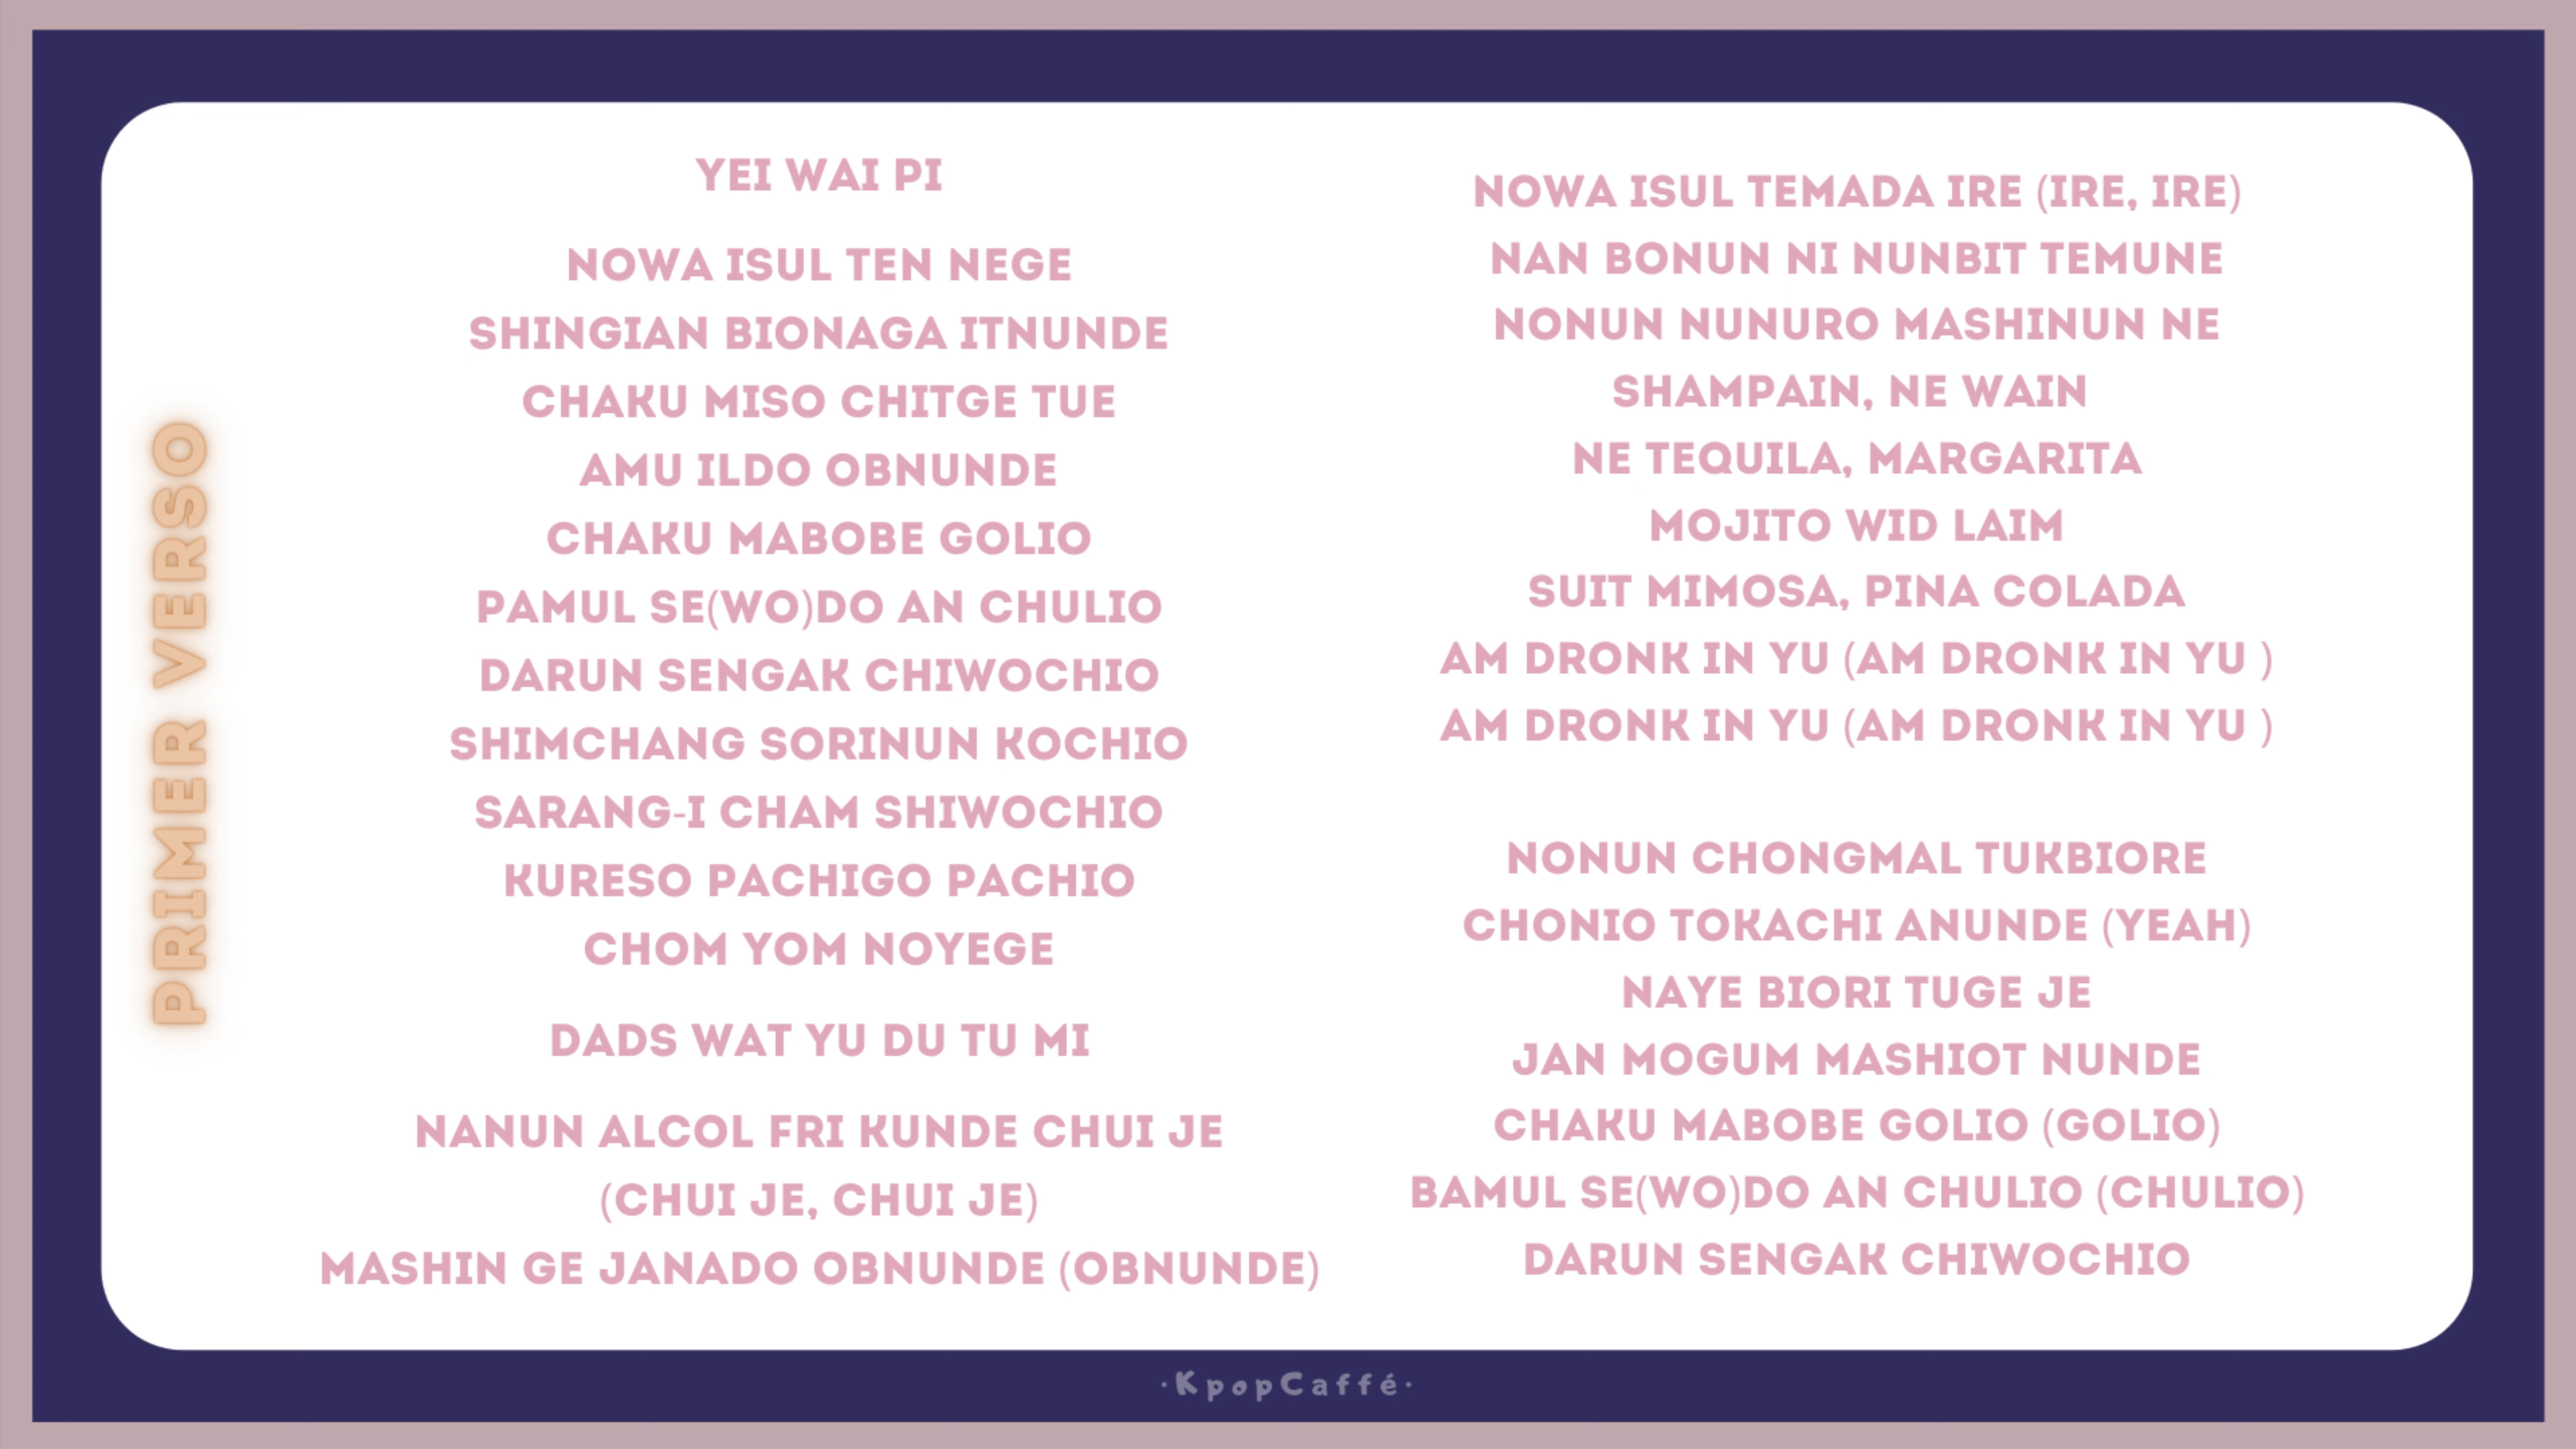 PRIMER VERSO
YEI WAI PI
NOWA ISUL TEN NEGE
SHINGIAN BIONAGA ITNUNDE
CHAKU MISO CHITGE TUE
AMU ILDO OBNUNDE
CHAKU MABOBE GOLIO
PAMUL SE(WO)DO AN CHULIO
DARUN SENGAK CHIWOCHIO
SHIMCHANG SORINUN KOCHIO
SARANG-I CHAM SHIWOCHIO
KURESO PACHIGO PACHIO
CHOM YOM NOYEGE
DADS WAT YU DU TU MI
NANUN ALCOL FRI KUNDE CHUI JE
(CHUI JE, CHUI JE)
MASHIN GE JANADO OBNUNDE (OBNUNDE)
NOWA ISUL TEMADA IRE (IRE, IRE)
NAN BONUN NI NUNBIT TEMUNE
NONUN NUNURO MASHINUN NE
SHAMPAIN, NE WAIN
NE TEQUILA, MARGARITA
MOJITO WID LAIM
SUIT MIMOSA, PINA COLADA
AM DRONK IN YU (AM DRONK IN YU )
AM DRONK IN YU (AM DRONK IN YU )
NONUN CHONGMAL TUKBIORE
CHONIO TOKACHI ANUNDE (YEAH)
NAYE BIORI TUGE JE
JAN MOGUM MASHIOT NUNDE
CHAKU MABOBE GOLIO (GOLIO)
BAMUL SE(WO)DO AN CHULIO (CHULIO)
DARUN SENGAK CHIWOCHIO
·KpopCaffé·